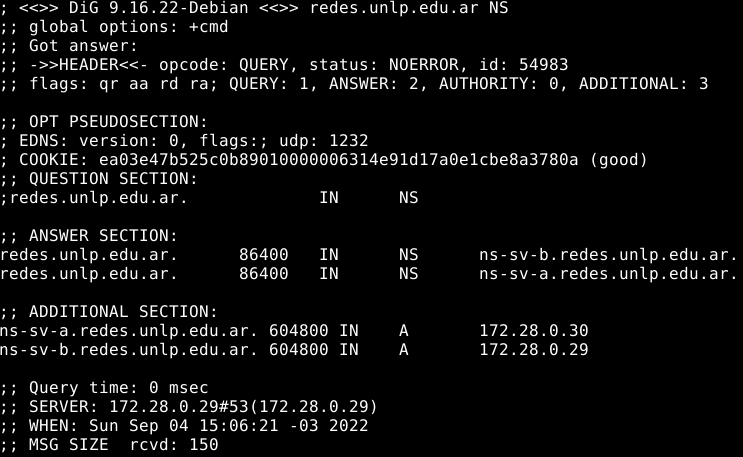 ; <<>> DiG 9.16.22-Debian <<>> redes.unlp.edu.ar NS
;; global options: +cmd
;; Got answer:
;; ->>HEADER<<- opcode: QUERY, status: NOERROR, id: 54983
;; flags: qr aa rd ra; QUERY: 1, ANSWER: 2, AUTHORITY: 0, ADDITIONAL: 3

;; OPT PSEUDOSECTION:
; EDNS: version: 0, flags:; udp: 1232
; COOKIE: ea03e47b525c0b89010000006314e91d17a0e1cbe8a3780a (good)
;; QUESTION SECTION:
;redes.unlp.edu.ar. IN NS

;; ANSWER SECTION:
redes.unlp.edu.ar. 86400 IN NS ns-sv-b.redes.unlp.edu.ar.
redes.unlp.edu.ar. 86400 IN NS ns-sv-a.redes.unlp.edu.ar.

;; ADDITIONAL SECTION:
ns-sv-a.redes.unlp.edu.ar. 604800 IN A 172.28.0.30
ns-sv-b.redes.unlp.edu.ar. 604800 IN A 172.28.0.29

;; Query time: 0 msec
;; SERVER: 172.28.0.29#53(172.28.0.29)
;; WHEN: Sun Sep 04 15:06:21 -03 2022
;; MSG SIZE rcvd: 150